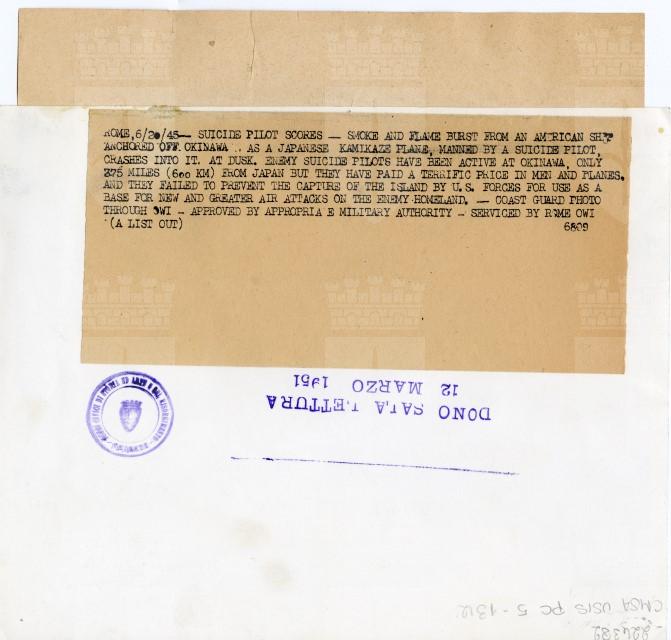 ROME,6/20/45— SUICIDE PILOT SCORES — SMOKE AND FLAME BURST FROM AN AMERICAN SHIP
ANCHORED OFF OKINAWA .. AS A JAPANESE KAMIKAZE PLANE, MANNED BY A SUICIDE PILOT,
CRASHES INTO IT. AT DUSK. ENEMY SUICIDE PILOTS HAVE BEEN ACTIVE AT OKINAWA, ONLY
375 MILES (600 KM) FROM JAPAN BUT THEY HAVE PAID A TERRIFIC PRICE IN MEN AND PLANES.
AND THEY FAILED TO PREVENT THE CAPTURE OF THE ISLAND BY U.S. FORCES FOR USE AS A
BASE FOR NEW AND GREATER AIR ATTACKS ON THE ENEMY HOMELAND. — COAST GUARD PHOTO
THROUGH OWI — APPROVED BY APPROPRIA E MILITARY AUTHORITY — SERVICED BY ROME OWI
(A LIST OUT) 6809
DONO SALA LETTURA
12 MARZO 1951
CMSA USIS PC 5 - 1312